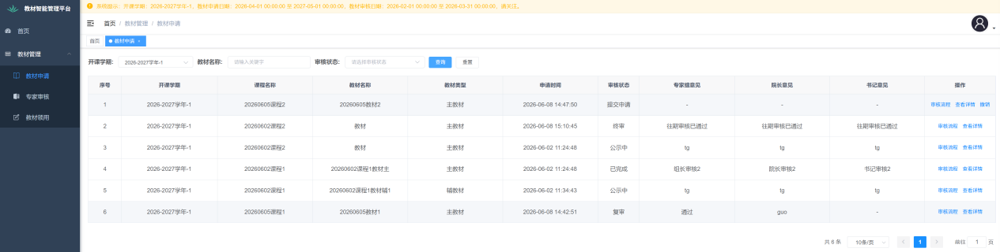 教材智能管理平台
系统提示：开课学期：2026-2027学年-1，教材申请日期：2026-04-01 00:00:00 至 2027-05-01 00:00:00，教材审核日期：2026-02-01 00:00:00 至 2026-03-31 00:00:00，请关注。
首页
教材管理
教材申请
专家审核
教材领用
首页 / 教材管理 / 教材申请
首页 教材申请 ×
开课学期: 2026-2027学年-1 教材名称: 请输入关键字 审核状态: 请选择审核状态 查询 重置
序号 开课学期 课程名称 教材名称 教材类型 申请时间 审核状态 专家组意见 院长意见 书记意见 操作
1 2026-2027学年-1 20260605课程2 20260605教材2 主教材 2026-06-08 14:47:50 提交申请 - - - 审核流程 查看详情 撤销
2 2026-2027学年-1 20260602课程2 教材 主教材 2026-06-08 15:10:45 终审 往期审核已通过 往期审核已通过 往期审核已通过 审核流程 查看详情
3 2026-2027学年-1 20260602课程2 教材 主教材 2026-06-02 11:24:48 公示中 tg tg tg 审核流程 查看详情
4 2026-2027学年-1 20260602课程1 20260602课程1教材主 主教材 2026-06-02 11:24:48 已完成 组长审核2 院长审核2 书记审核2 审核流程 查看详情
5 2026-2027学年-1 20260602课程1 20260602课程1教材辅1 辅教材 2026-06-02 11:34:43 公示中 tg tg tg 审核流程 查看详情
6 2026-2027学年-1 20260605课程1 20260605教材1 主教材 2026-06-08 14:42:51 复审 通过 guo - 审核流程 查看详情
共 6 条 10条/页 1 前往 1 页